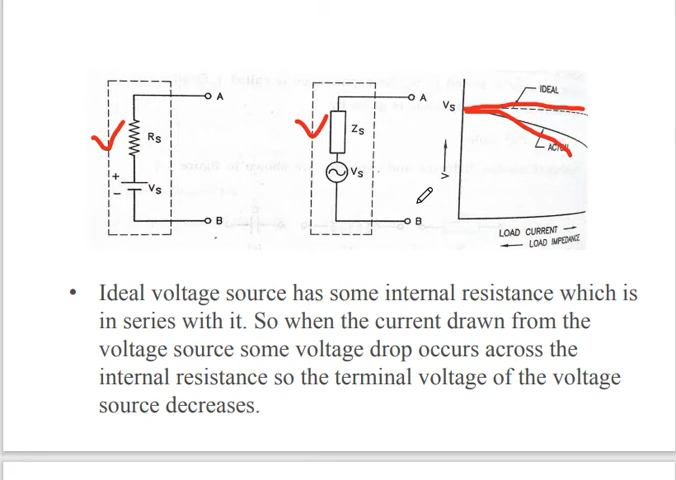 A
A
Vs
IDEAL
Rs
Zs
+
Vs
Vs
V
−
B
B
LOAD CURRENT
LOAD IMPEDANCE
• Ideal voltage source has some internal resistance which is
in series with it. So when the current drawn from the
voltage source some voltage drop occurs across the
internal resistance so the terminal voltage of the voltage
source decreases.